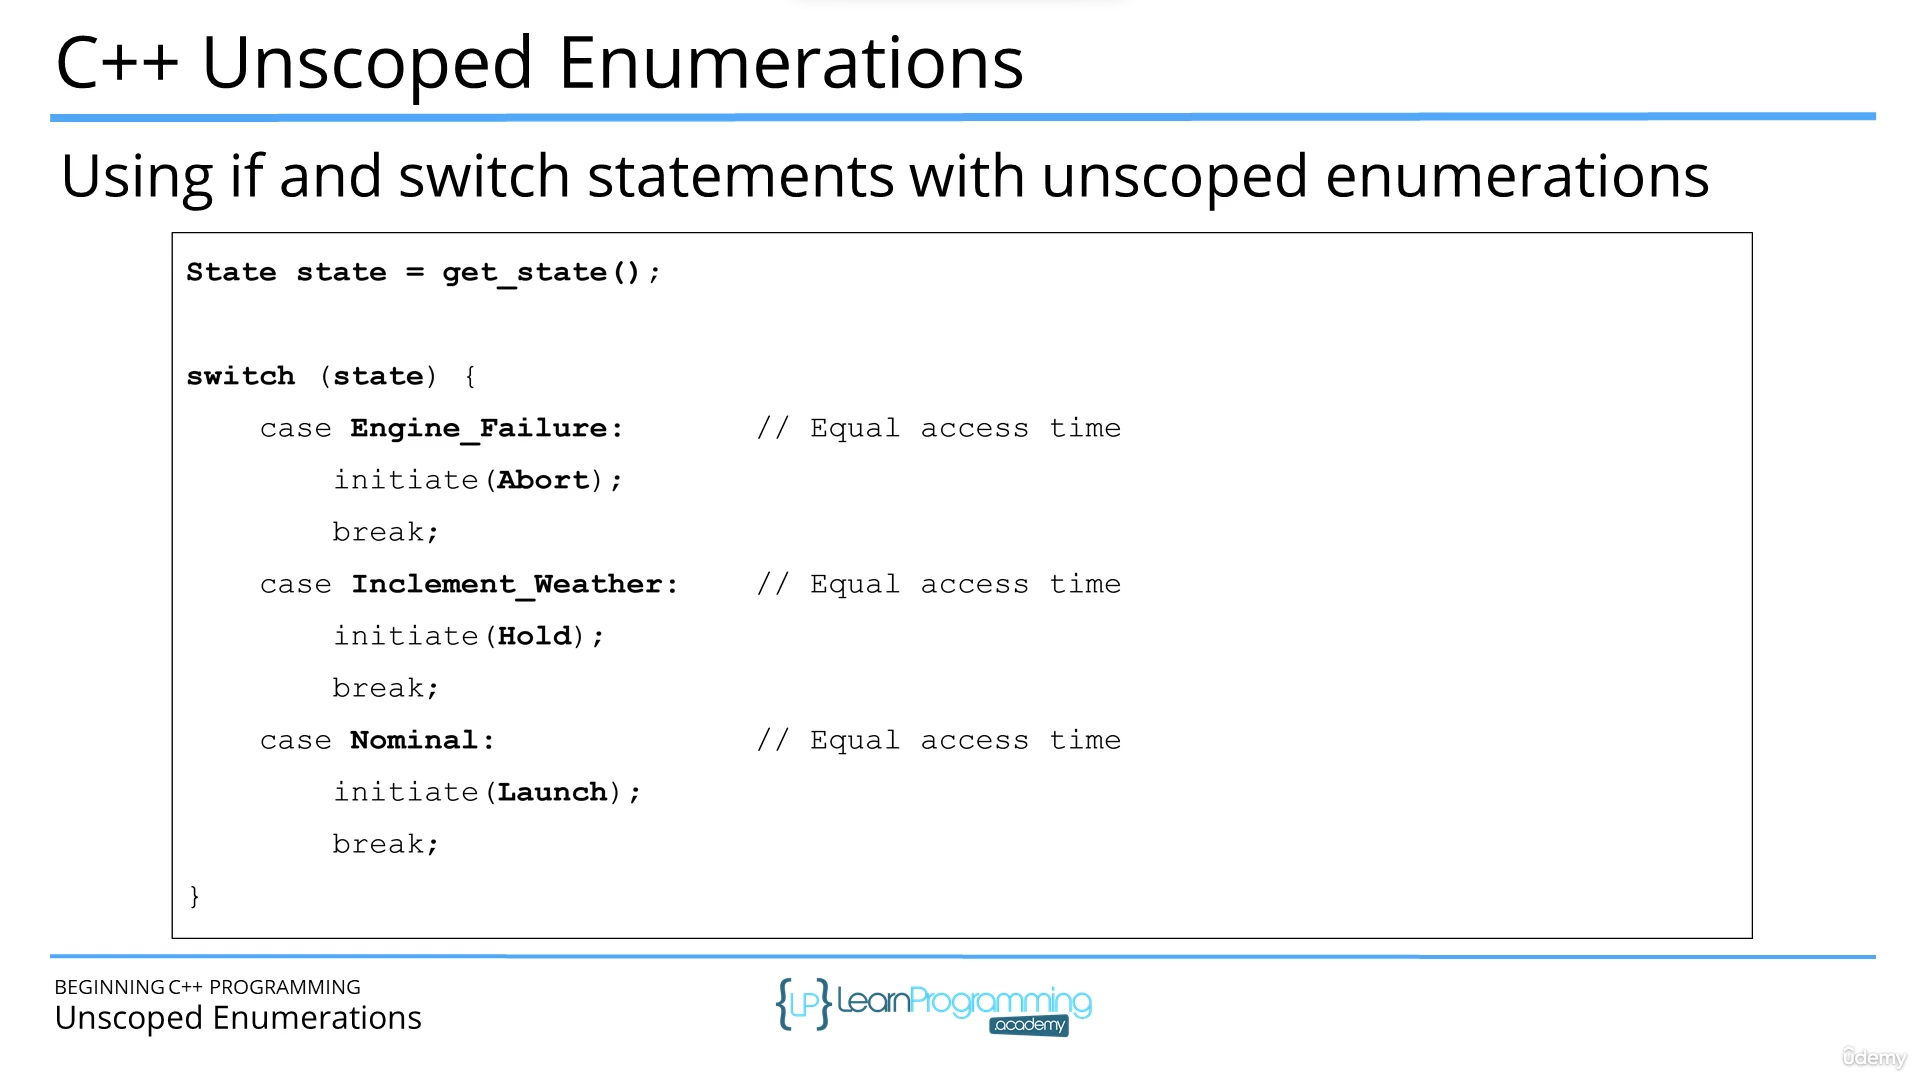 C++ Unscoped Enumerations
Using if and switch statements with unscoped enumerations
State state = get_state();
switch (state) {
    case Engine_Failure:       // Equal access time
        initiate(Abort);
        break;
    case Inclement_Weather:    // Equal access time
        initiate(Hold);
        break;
    case Nominal:              // Equal access time
        initiate(Launch);
        break;
}
BEGINNING C++ PROGRAMMING
Unscoped Enumerations
{LP} LearnProgramming
academy
ûdemy